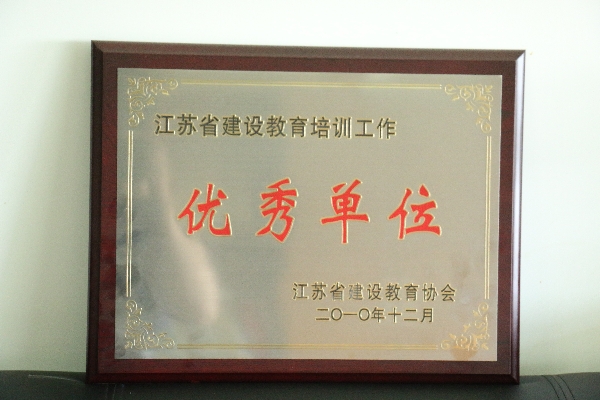 江苏省建设教育培训工作
优秀单位
江苏省建设教育协会
二〇一〇年十二月